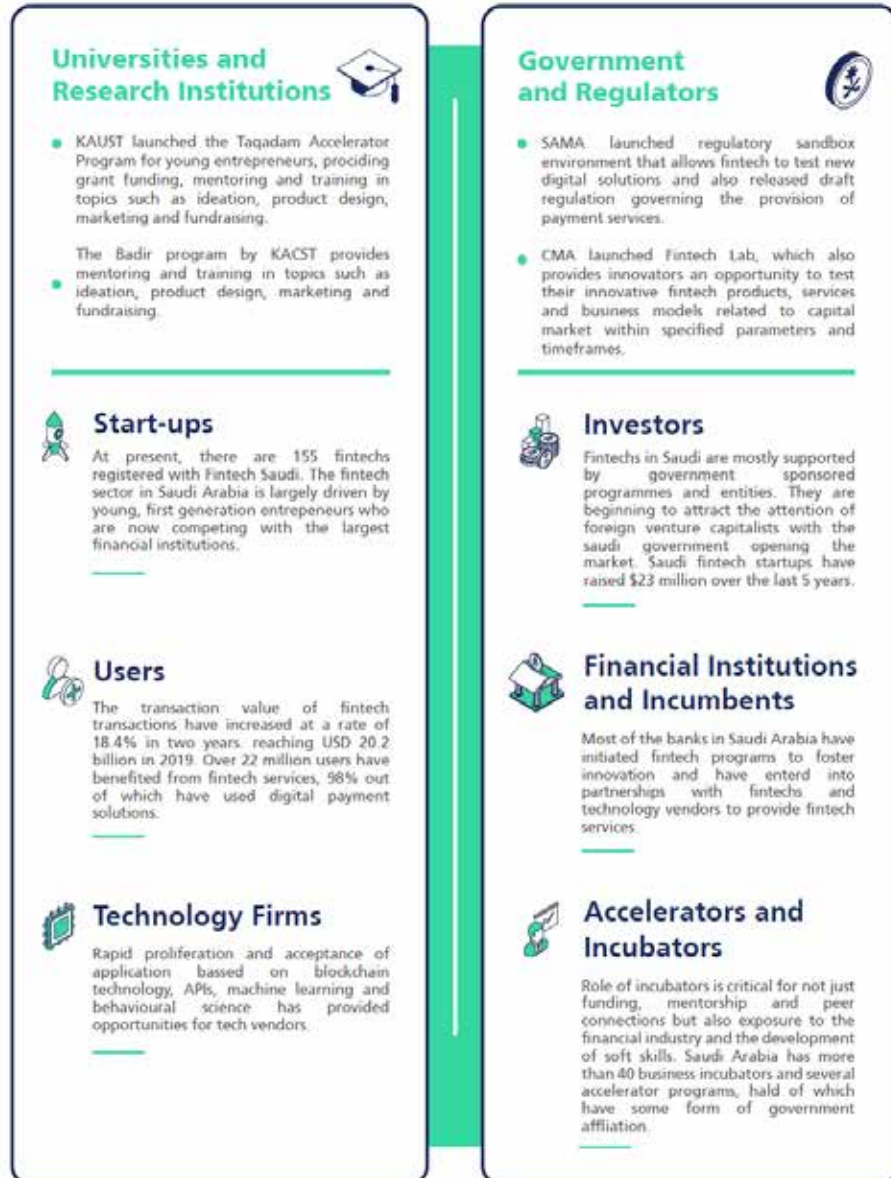 Universities and
Research Institutions
KAUST launched the Taqadam Accelerator
Program for young entrepreneurs, prociding
grant funding, mentoring and training in
topics such as ideation, product design,
marketing and fundraising.
The Badir program by KACST provides
mentoring and training in topics such as
ideation, product design, marketing and
fundraising.
Start-ups
At present, there are 155 fintechs
registered with Fintech Saudi. The fintech
sector in Saudi Arabia is largely driven by
young, first generation entrepeneurs who
are now competing with the largest
financial institutions.
Users
The transaction value of fintech
transactions have increased at a rate of
18.4% in two years. reaching USD 20.2
billion in 2019. Over 22 million users have
benefited from fintech services, 98% out
of which have used digital payment
solutions.
Technology Firms
Rapid proliferation and acceptance of
application bassed on blockchain
technology, APIs, machine learning and
behavioural science has provided
opportunities for tech vendors.
Government
and Regulators
SAMA launched regulatory sandbox
environment that allows fintech to test new
digital solutions and also released draft
regulation governing the provision of
payment services.
CMA launched Fintech Lab, which also
provides innovators an opportunity to test
their innovative fintech products, services
and business models related to capital
market within specified parameters and
timeframes.
Investors
Fintechs in Saudi are mostly supported
by government sponsored
programmes and entities. They are
beginning to attract the attention of
foreign venture capitalists with the
saudi government opening the
market. Saudi fintech startups have
raised $23 million over the last 5 years.
Financial Institutions
and Incumbents
Most of the banks in Saudi Arabia have
initiated fintech programs to foster
innovation and have enterd into
partnerships with fintechs and
technology vendors to provide fintech
services.
Accelerators and
Incubators
Role of incubators is critical for not just
funding, mentorship and peer
connections but also exposure to the
financial industry and the development
of soft skills. Saudi Arabia has more
than 40 business incubators and several
accelerator programs, hald of which
have some form of government
affliation.